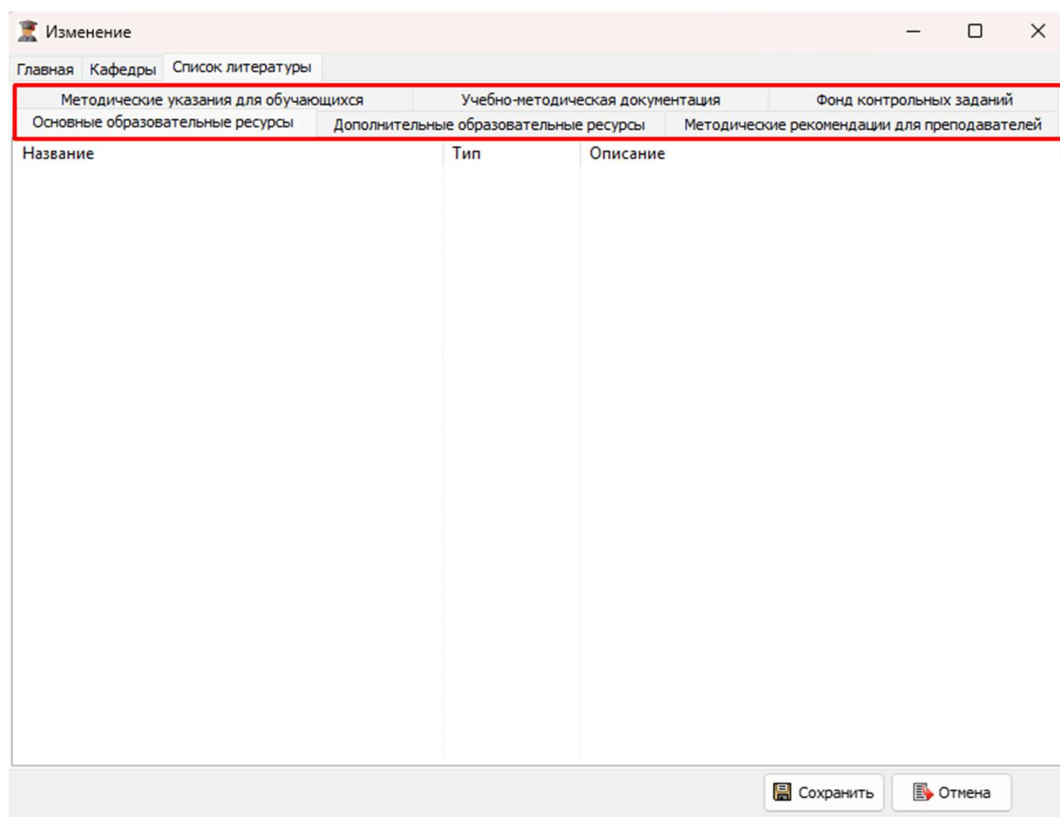 Изменение
Главная Кафедры Список литературы
Методические указания для обучающихся Учебно-методическая документация Фонд контрольных заданий
Основные образовательные ресурсы Дополнительные образовательные ресурсы Методические рекомендации для преподавателей
Название Тип Описание
Сохранить Отмена